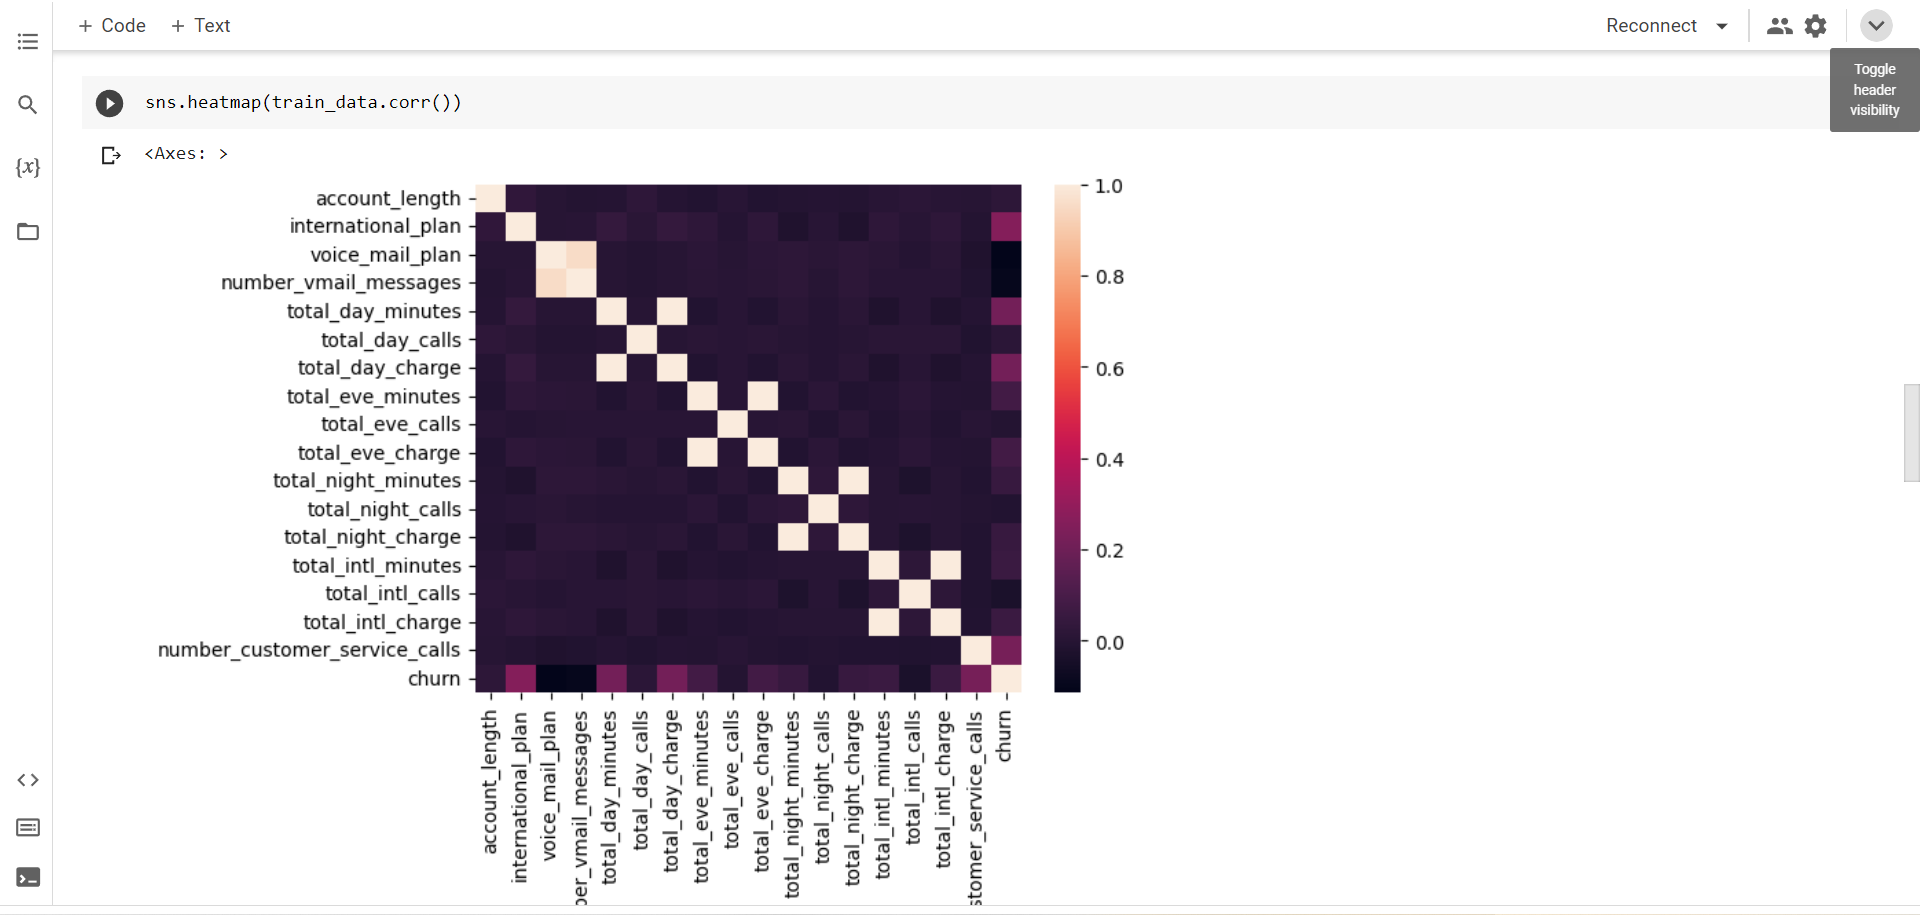 + Code + Text
Reconnect
Toggle
header
visibility
sns.heatmap(train_data.corr())
<Axes: >
account_length
international_plan
voice_mail_plan
number_vmail_messages
total_day_minutes
total_day_calls
total_day_charge
total_eve_minutes
total_eve_calls
total_eve_charge
total_night_minutes
total_night_calls
total_night_charge
total_intl_minutes
total_intl_calls
total_intl_charge
number_customer_service_calls
churn
1.0
0.8
0.6
0.4
0.2
0.0
account_length
international_plan
voice_mail_plan
ber_vmail_messages
total_day_minutes
total_day_calls
total_day_charge
total_eve_minutes
total_eve_calls
total_eve_charge
total_night_minutes
total_night_calls
total_night_charge
total_intl_minutes
total_intl_calls
total_intl_charge
stomer_service_calls
churn
{x}